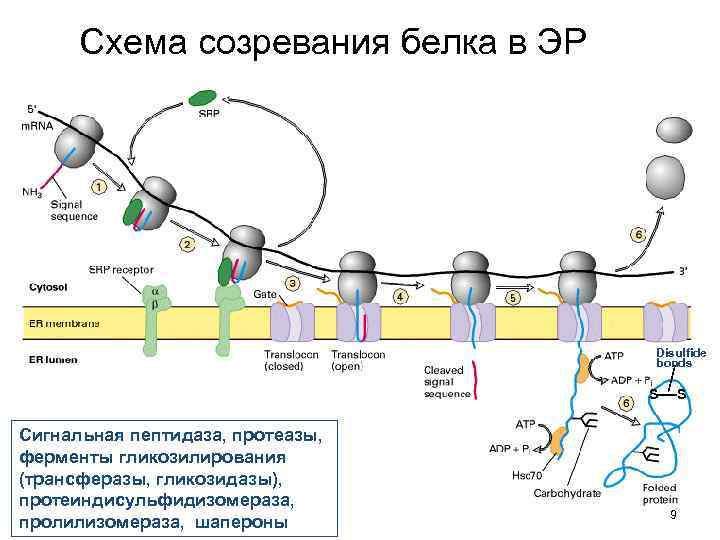 Схема созревания белка в ЭР
SRP
5'
mRNA
NH3
Signal
sequence
1
2
3
4
5
6
3'
SRP receptor
Cytosol
α
β
Gate
ER membrane
ER lumen
Translocon
(closed)
Translocon
(open)
Cleaved
signal
sequence
ATP
ADP + Pi
Disulfide
bonds
S—S
6
ATP
ADP + Pi
Hsc70
Carbohydrate
Folded
protein
Сигнальная пептидаза, протеазы,
ферменты гликозилирования
(трансферазы, гликозидазы),
протеиндисульфидизомераза,
пролилизомераза, шапероны
9